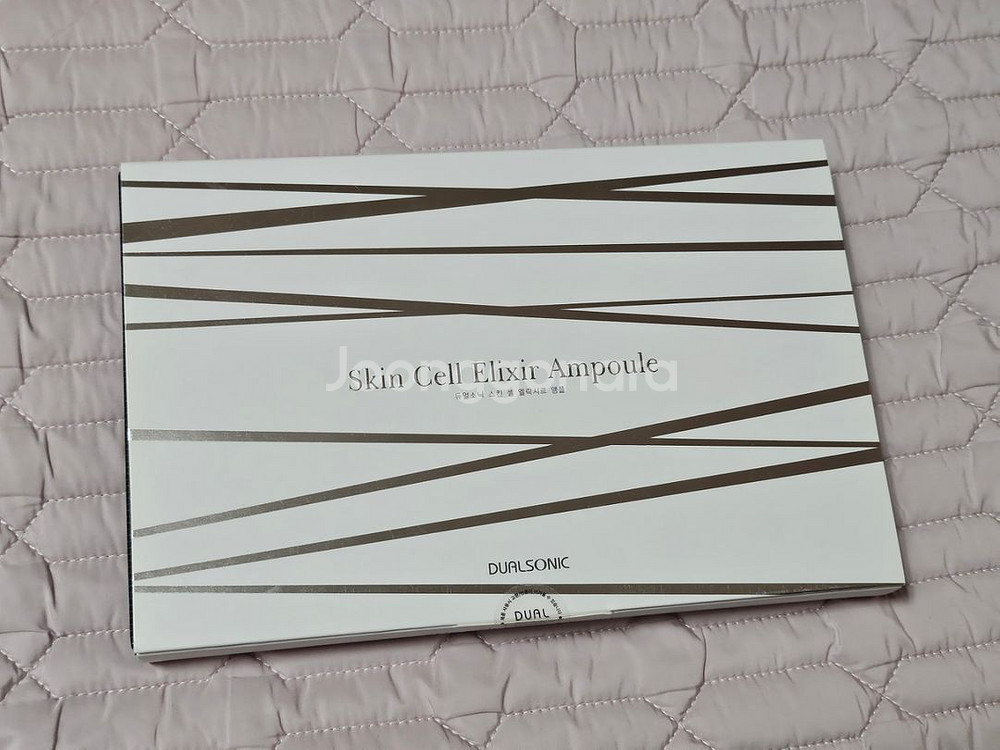 Skin Cell Elixir Ampoule
듀얼소닉 스킨 셀 엘릭시르 앰플
Joonggonara
DUALSONIC
DUAL